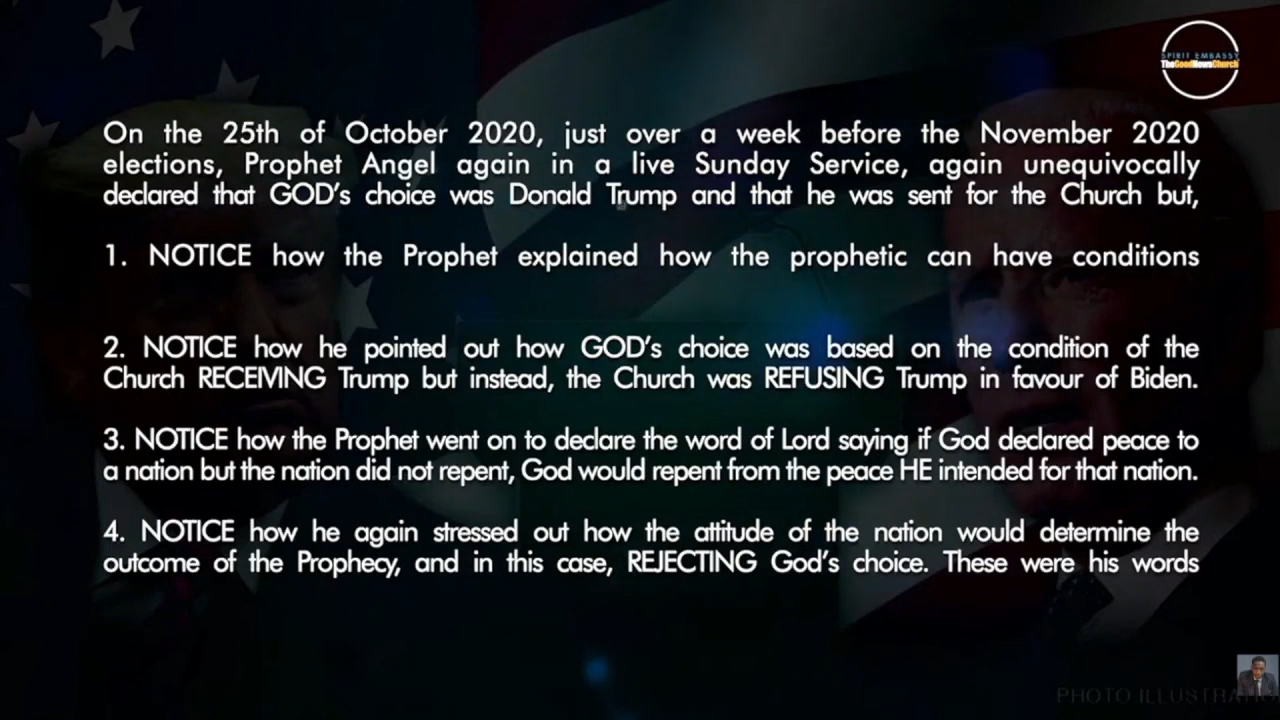 SPIRIT EMBASSY
TheGoodNewsChurch
On the 25th of October 2020, just over a week before the November 2020
elections, Prophet Angel again in a live Sunday Service, again unequivocally
declared that GOD's choice was Donald Trump and that he was sent for the Church but,
1. NOTICE how the Prophet explained how the prophetic can have conditions
2. NOTICE how he pointed out how GOD's choice was based on the condition of the
Church RECEIVING Trump but instead, the Church was REFUSING Trump in favour of Biden.
3. NOTICE how the Prophet went on to declare the word of Lord saying if God declared peace to
a nation but the nation did not repent, God would repent from the peace HE intended for that nation.
4. NOTICE how he again stressed out how the attitude of the nation would determine the
outcome of the Prophecy, and in this case, REJECTING God's choice. These were his words
PHOTO